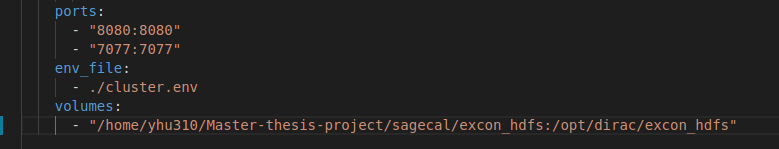 ports:
- "8080:8080"
- "7077:7077"
env_file:
- ./cluster.env
volumes:
- "/home/yhu310/Master-thesis-project/sagecal/excon_hdfs:/opt/dirac/excon_hdfs"